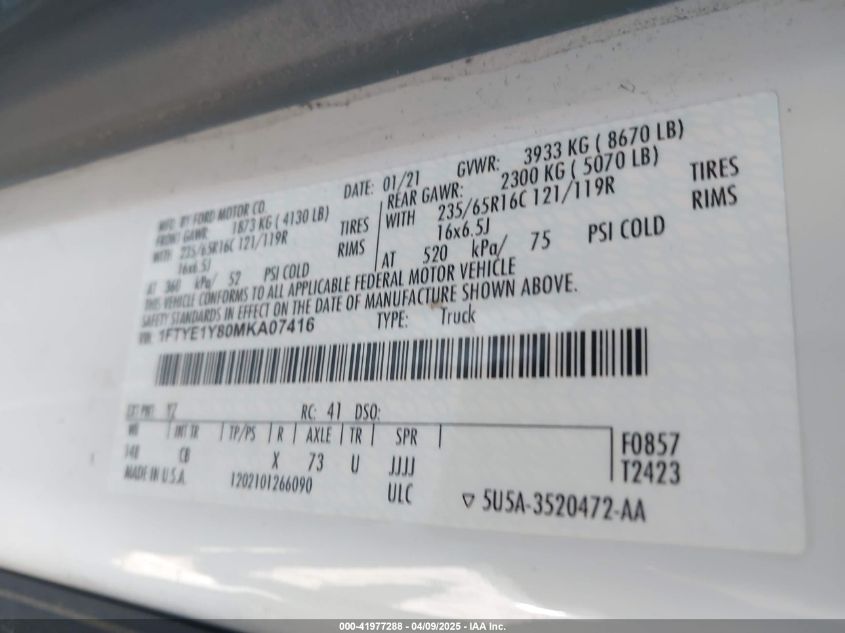 MFD. BY FORD MOTOR CO. DATE: 01/21 GVWR: 3933 KG ( 8670 LB)
FRONT GAWR: 1873 KG ( 4130 LB) REAR GAWR: 2300 KG ( 5070 LB)
WITH 235/65R16C 121/119R TIRES WITH 235/65R16C 121/119R TIRES
16x6.5J RIMS 16x6.5J RIMS
AT 360 kPa/ 52 PSI COLD AT 520 kPa/ 75 PSI COLD
THIS VEHICLE CONFORMS TO ALL APPLICABLE FEDERAL MOTOR VEHICLE
SAFETY STANDARDS IN EFFECT ON THE DATE OF MANUFACTURE SHOWN ABOVE.
VIN: 1FTYE1Y80MKA07416 TYPE: Truck
EXT PNT: YZ RC: 41 DSO:
WB INT TR TP/PS R AXLE TR SPR
148 CB X 73 U JJJJ
MADE IN U.S.A. 1202101266090 ULC
F0857
T2423
▽ 5U5A-3520472-AA
000-41977288 - 04/09/2025 - IAA Inc.